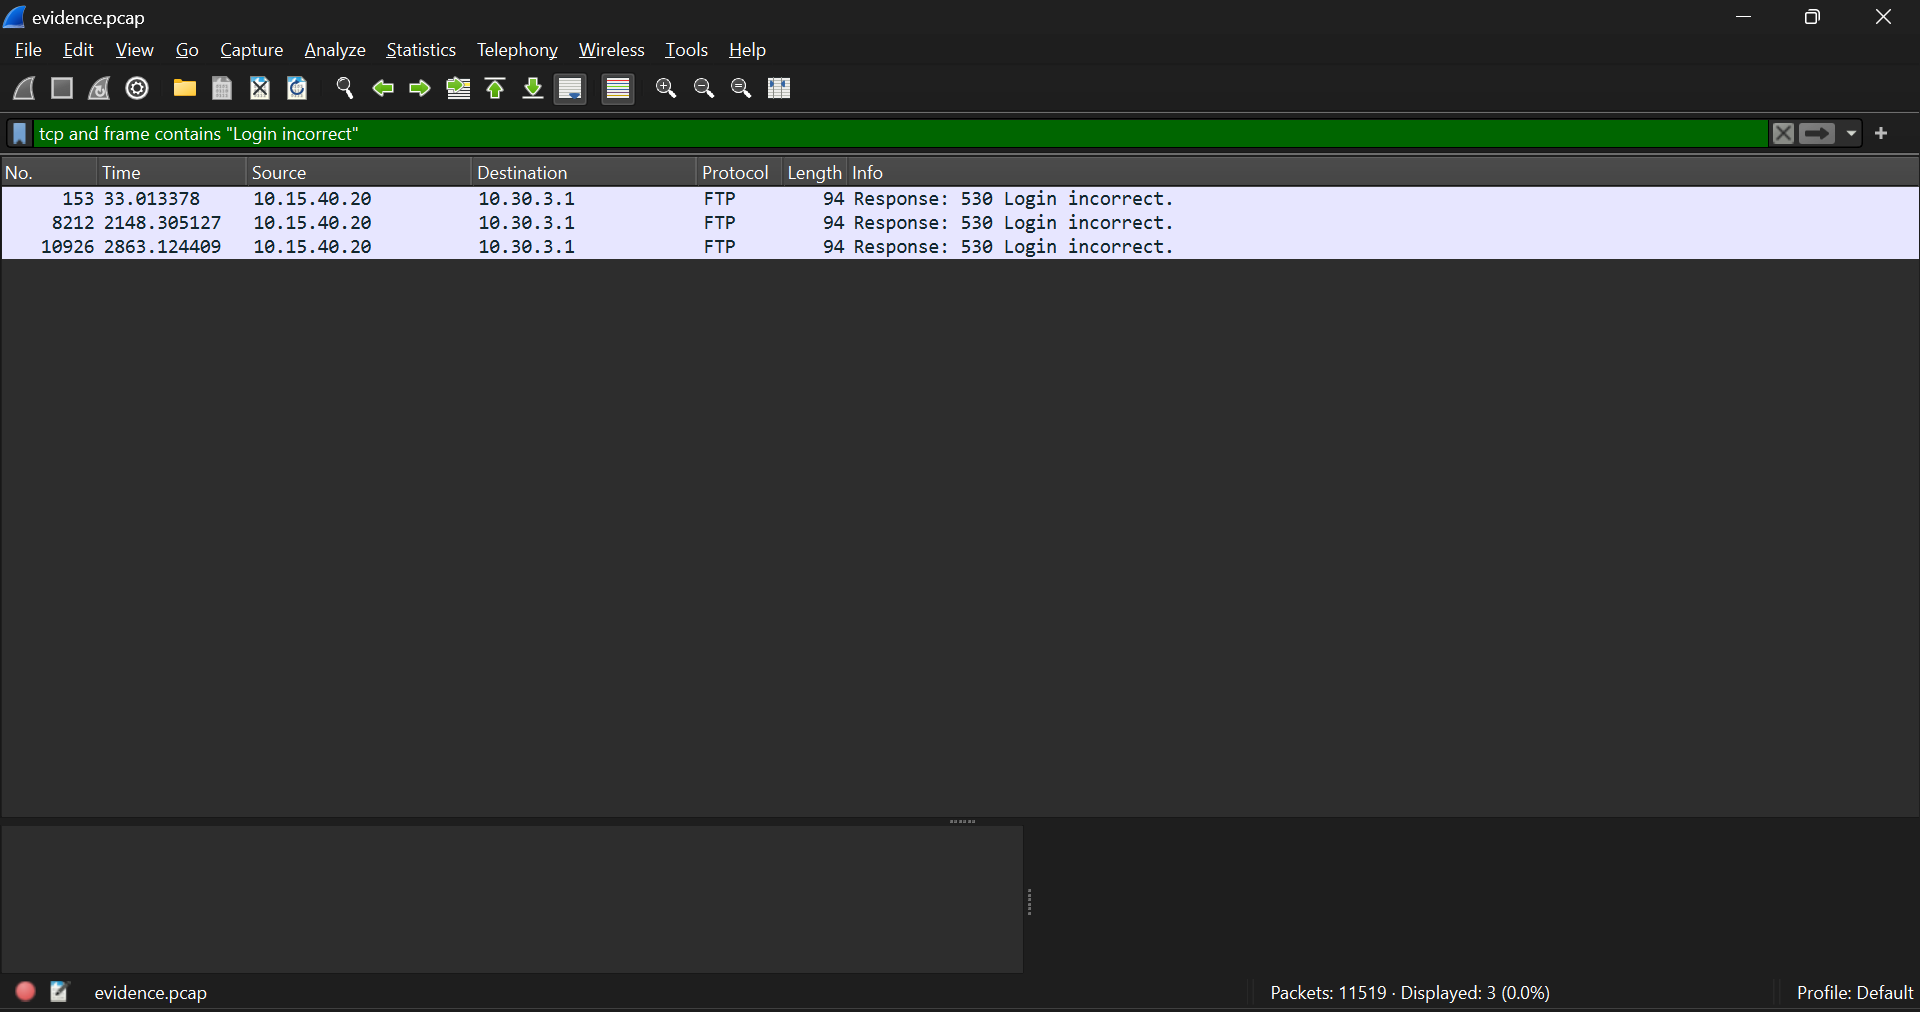 evidence.pcap
File Edit View Go Capture Analyze Statistics Telephony Wireless Tools Help
tcp and frame contains "Login incorrect"
No. Time Source Destination Protocol Length Info
153 33.013378 10.15.40.20 10.30.3.1 FTP 94 Response: 530 Login incorrect.
8212 2148.305127 10.15.40.20 10.30.3.1 FTP 94 Response: 530 Login incorrect.
10926 2863.124409 10.15.40.20 10.30.3.1 FTP 94 Response: 530 Login incorrect.
evidence.pcap Packets: 11519 · Displayed: 3 (0.0%) Profile: Default